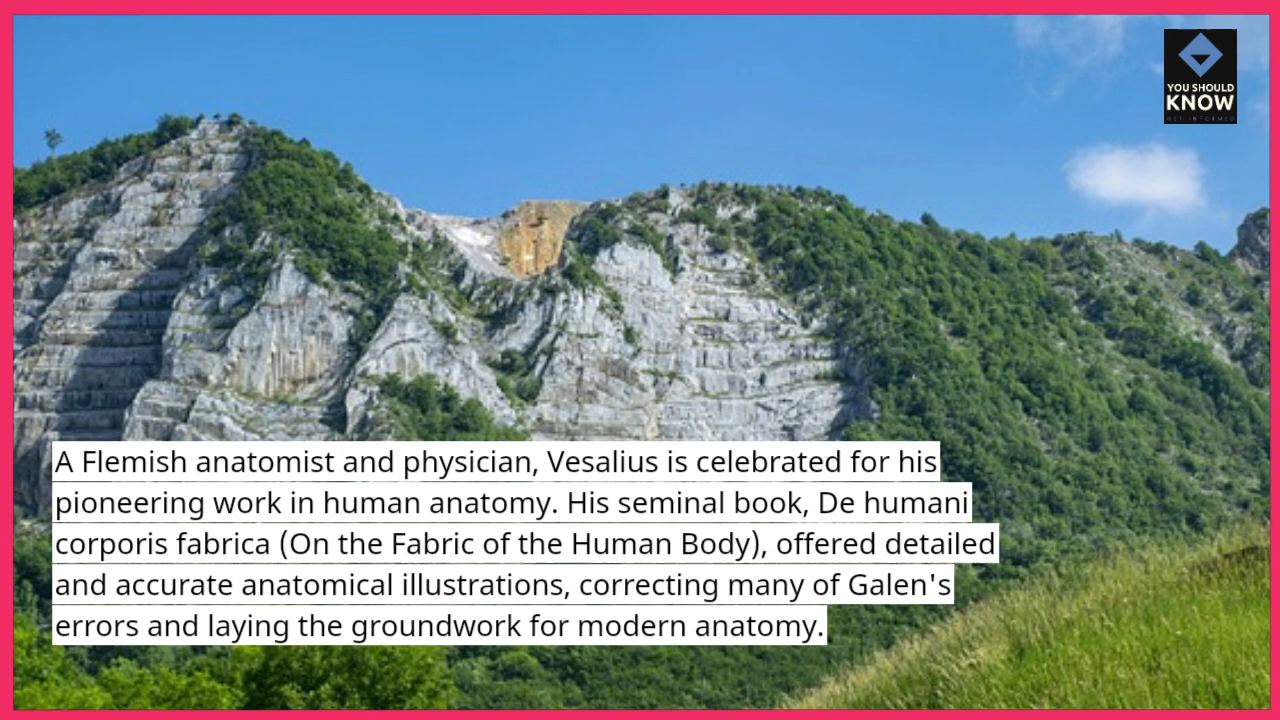 YOU SHOULD
KNOW
GET INFORMED
A Flemish anatomist and physician, Vesalius is celebrated for his
pioneering work in human anatomy. His seminal book, De humani
corporis fabrica (On the Fabric of the Human Body), offered detailed
and accurate anatomical illustrations, correcting many of Galen's
errors and laying the groundwork for modern anatomy.